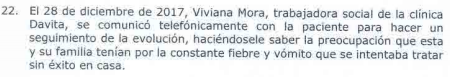 22. El 28 de diciembre de 2017, Viviana Mora, trabajadora social de la clínica
Davita, se comunicó telefónicamente con la paciente para hacer un
seguimiento de la evolución, haciéndosele saber la preocupación que esta
y su familia tenían por la constante fiebre y vómito que se intentaba tratar
sin éxito en casa.